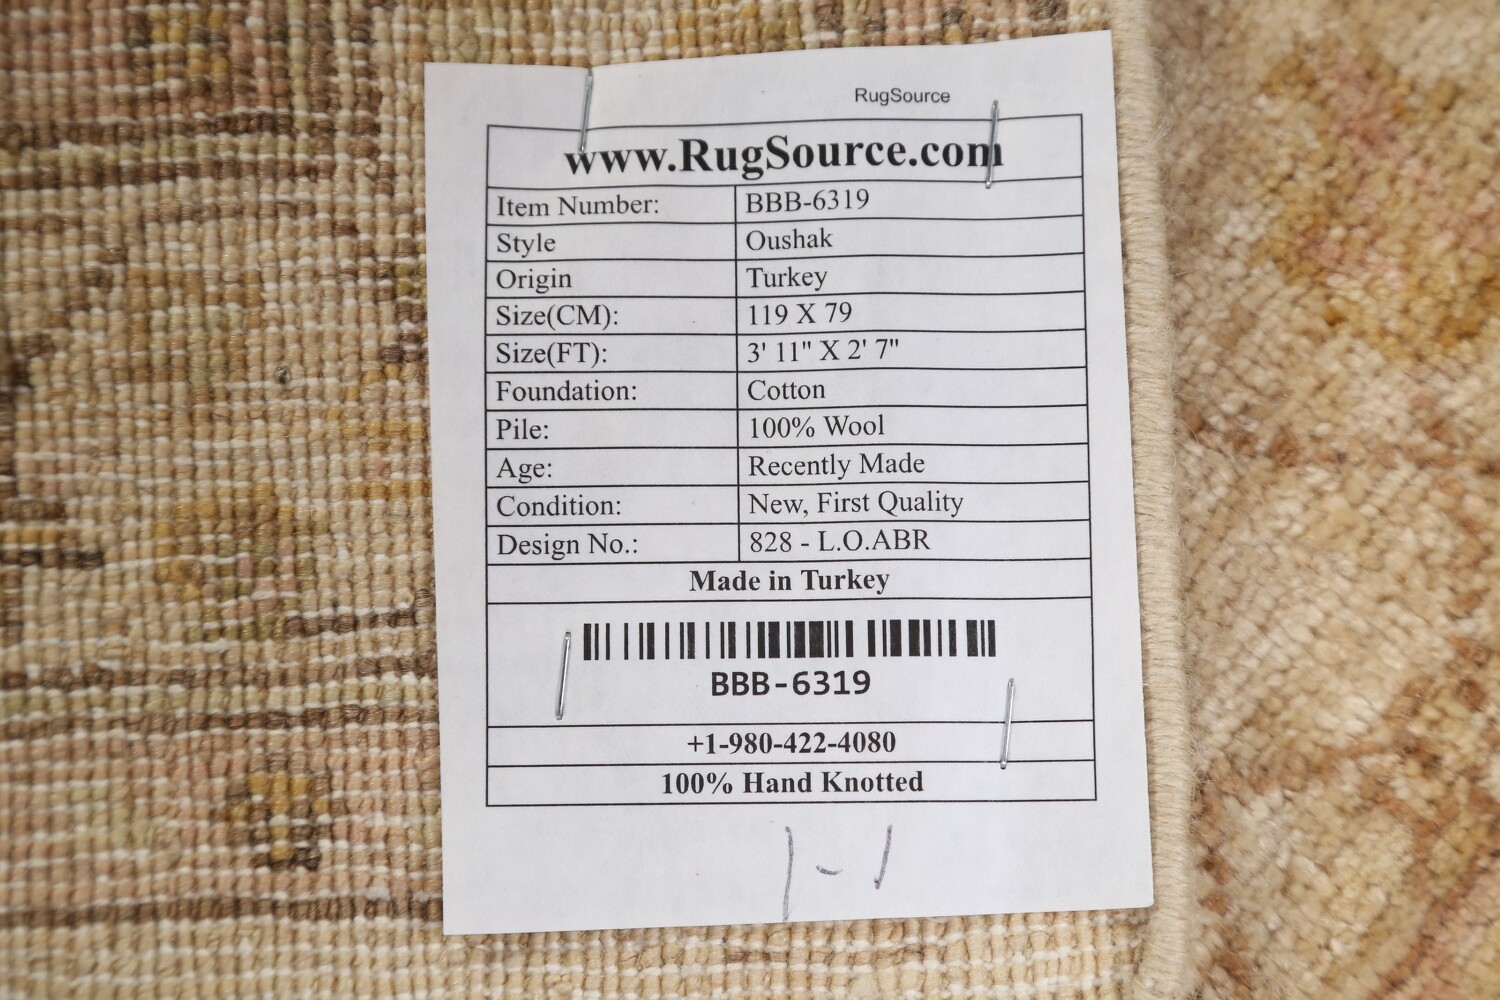 RugSource
www.RugSource.com
Item Number: BBB-6319
Style Oushak
Origin Turkey
Size(CM): 119 X 79
Size(FT): 3' 11" X 2' 7"
Foundation: Cotton
Pile: 100% Wool
Age: Recently Made
Condition: New, First Quality
Design No.: 828 - L.O.ABR
Made in Turkey
BBB-6319
+1-980-422-4080
100% Hand Knotted
1-1